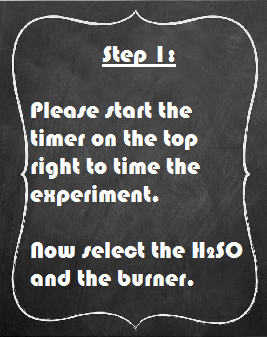 Step 1:
Please start the
timer on the top
right to time the
experiment.
Now select the H₂SO
and the burner.